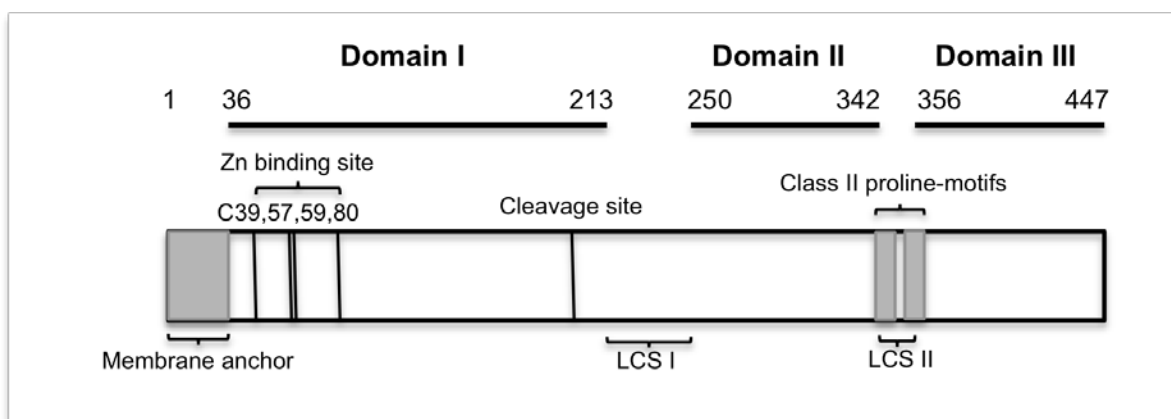 Domain I Domain II Domain III
1 36 213 250 342 356 447
Zn binding site
Class II proline-motifs
C39,57,59,80
Cleavage site
Membrane anchor
LCS I
LCS II